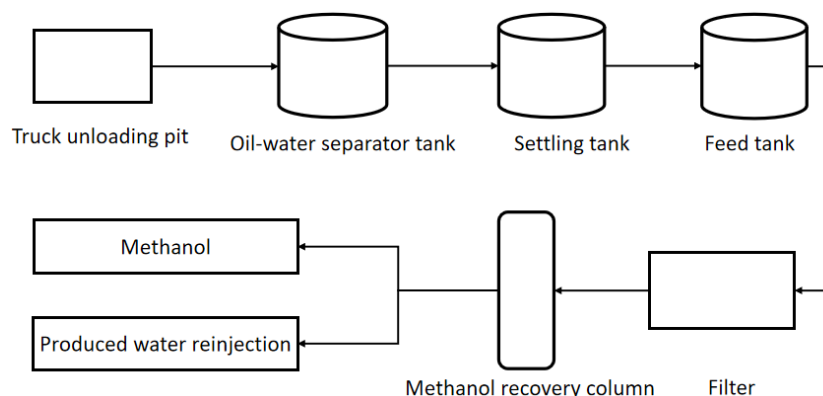 Truck unloading pit
Oil-water separator tank
Settling tank
Feed tank
Methanol
Produced water reinjection
Methanol recovery column
Filter